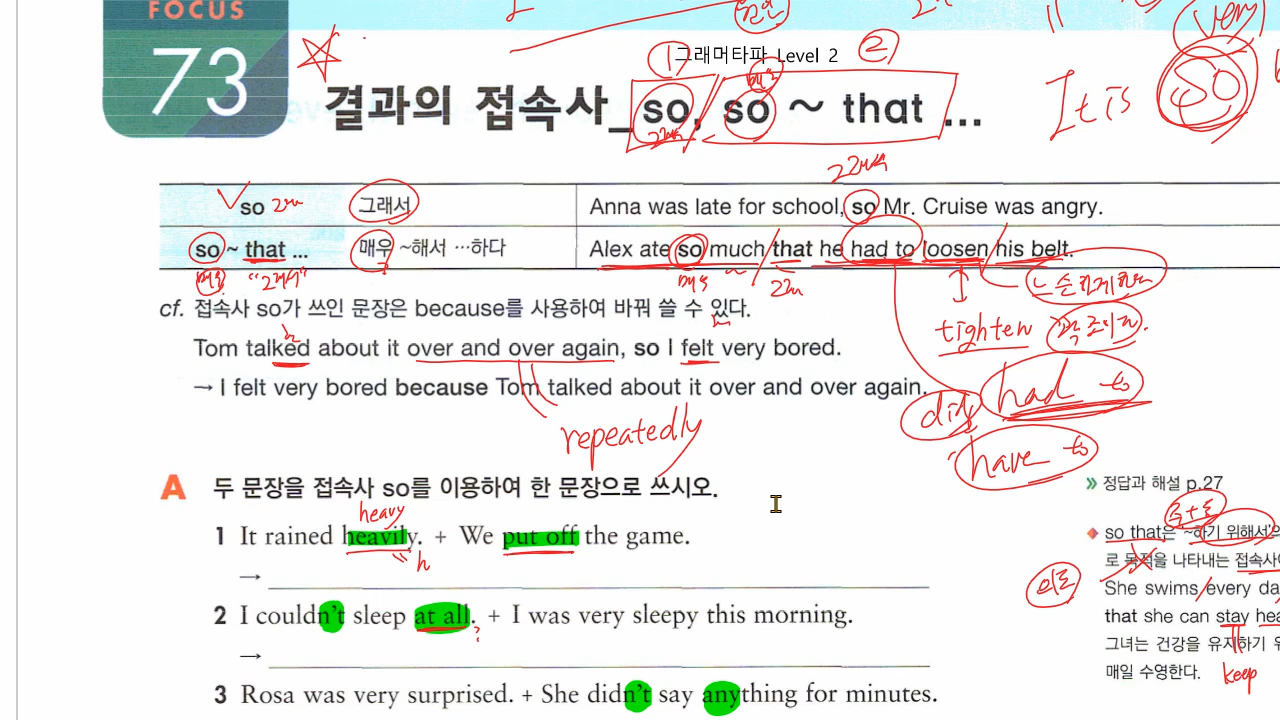 FOCUS
73
그래머타파 Level 2
① ②
결과의 접속사_so, so ~ that ...
It is so
very
so 그래서 Anna was late for school, so Mr. Cruise was angry.
so ~ that ... 매우 ~해서 …하다 Alex ate so much that he had to loosen his belt.
cf. 접속사 so가 쓰인 문장은 because를 사용하여 바꿔 쓸 수 있다.
tighten
Tom talked about it over and over again, so I felt very bored.
→ I felt very bored because Tom talked about it over and over again.
had to
repeatedly
have to
A 두 문장을 접속사 so를 이용하여 한 문장으로 쓰시오.
» 정답과 해설 p.27
heavy
1 It rained heavily. + We put off the game.
→
2 I couldn't sleep at all. + I was very sleepy this morning.
→
3 Rosa was very surprised. + She didn't say anything for minutes.
so that은 '~하기 위해서'의
로 목적을 나타내는 접속사
의도
She swims every da
that she can stay hea
그녀는 건강을 유지하기 위
매일 수영한다.
keep